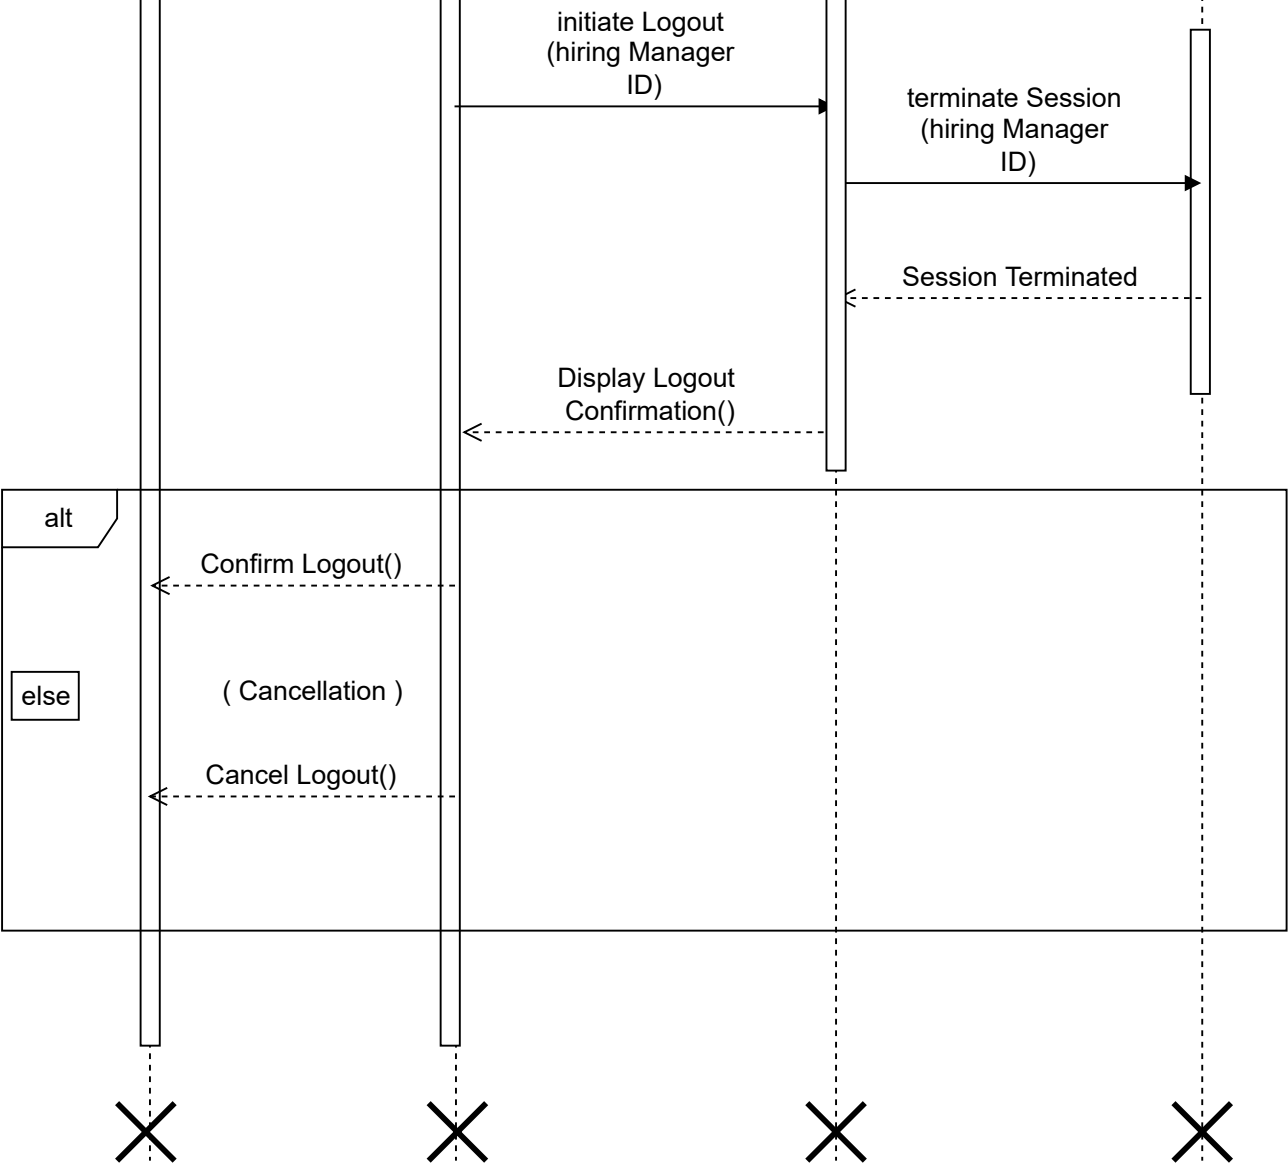 initiate Logout
(hiring Manager
ID)
terminate Session
(hiring Manager
ID)
Session Terminated
Display Logout
Confirmation()
alt
Confirm Logout()
else
( Cancellation )
Cancel Logout()